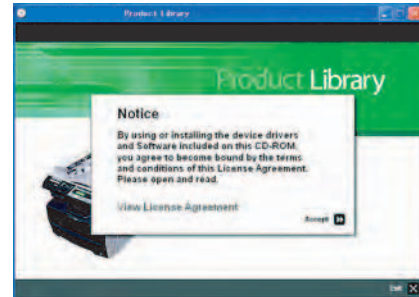 Product Library
Product Library
Notice
By using or installing the device drivers
and Software included on this CD-ROM,
you agree to become bound by the terms
and conditions of this License Agreement.
Please open and read.
View License Agreement
Accept
Exit